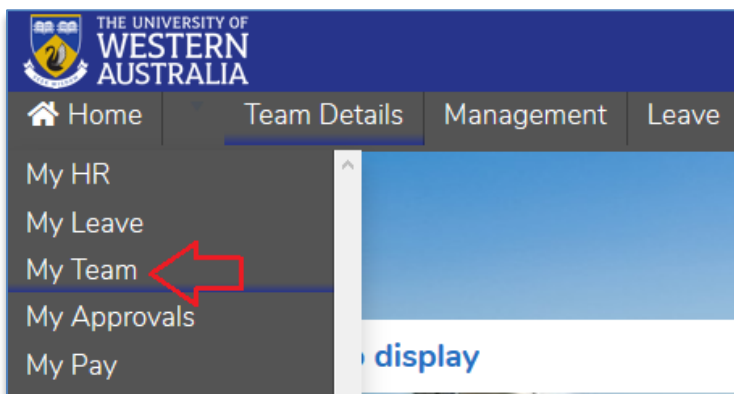 THE UNIVERSITY OF
WESTERN
AUSTRALIA
Home Team Details Management Leave
My HR
My Leave
My Team
My Approvals
My Pay
display